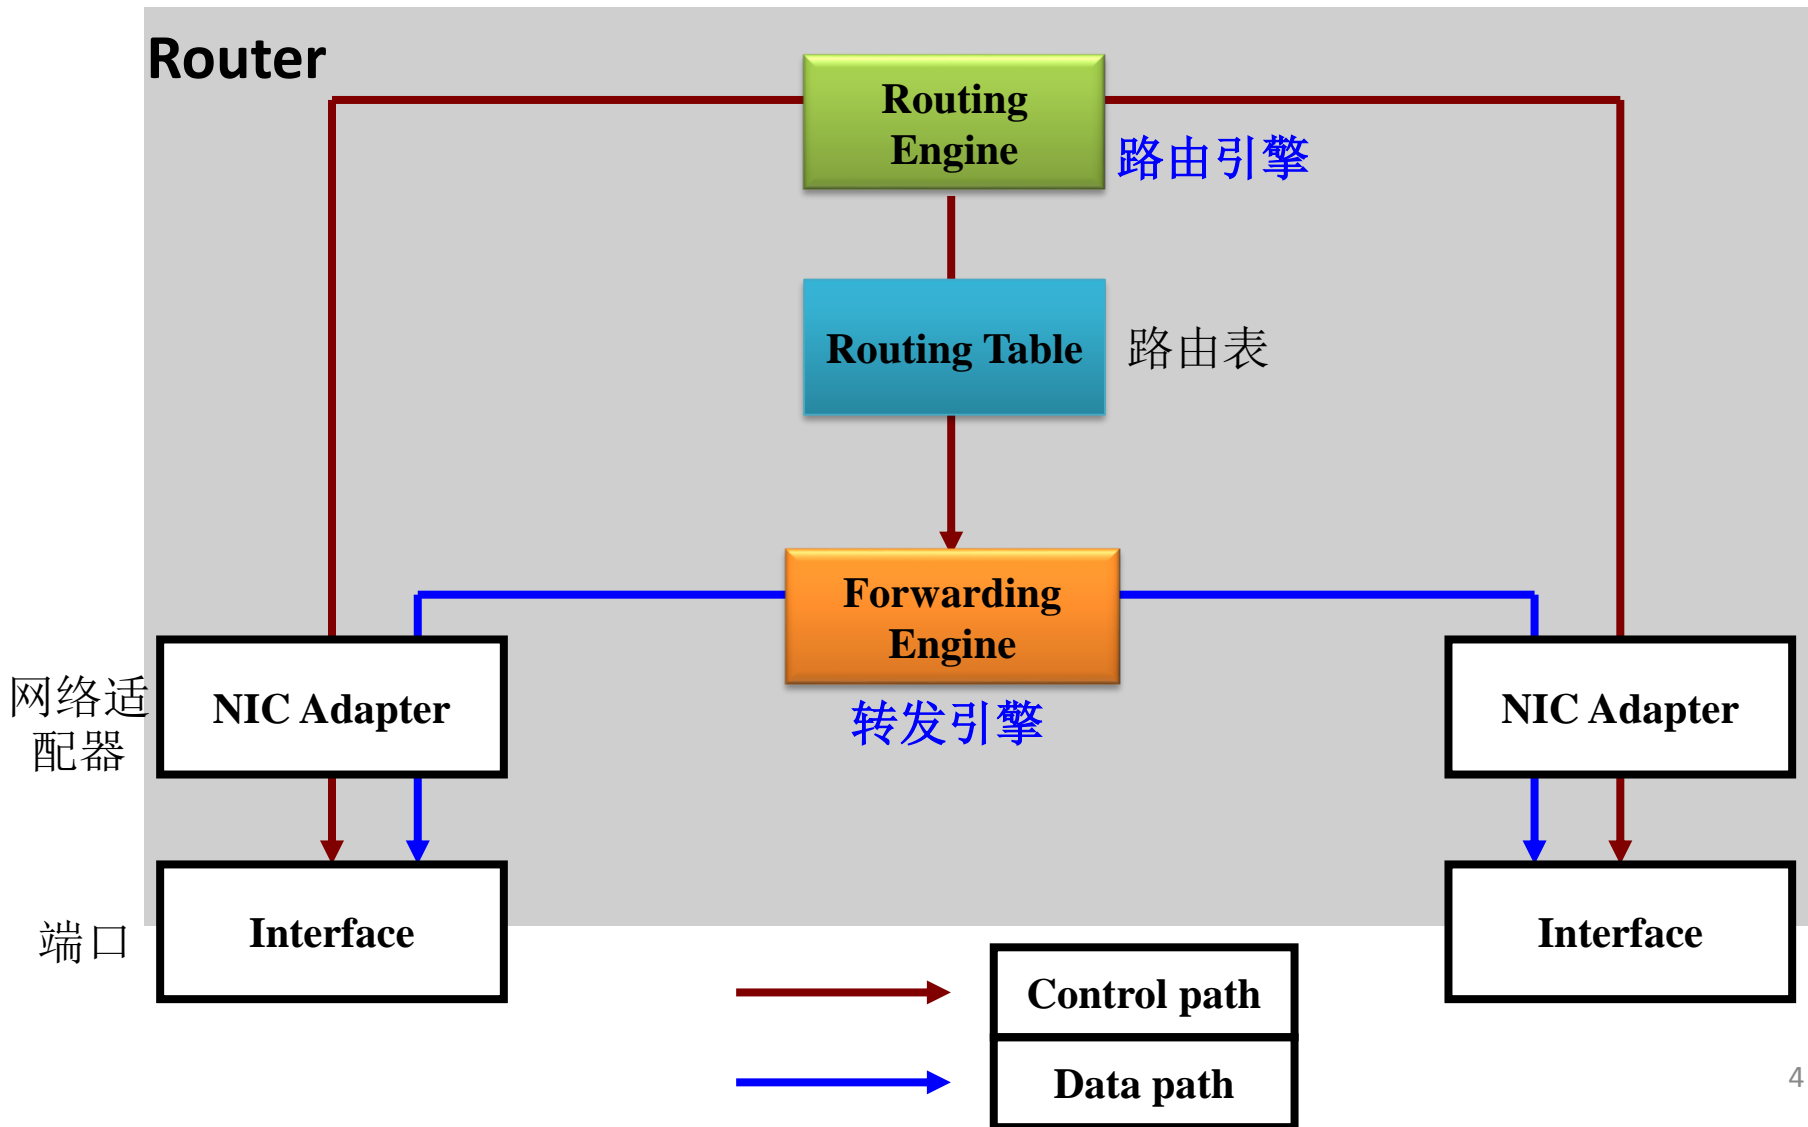 Router
Routing
Engine
路由引擎
Routing Table
路由表
Forwarding
Engine
转发引擎
网络适
配器
NIC Adapter
NIC Adapter
端口
Interface
Interface
Control path
Data path
4